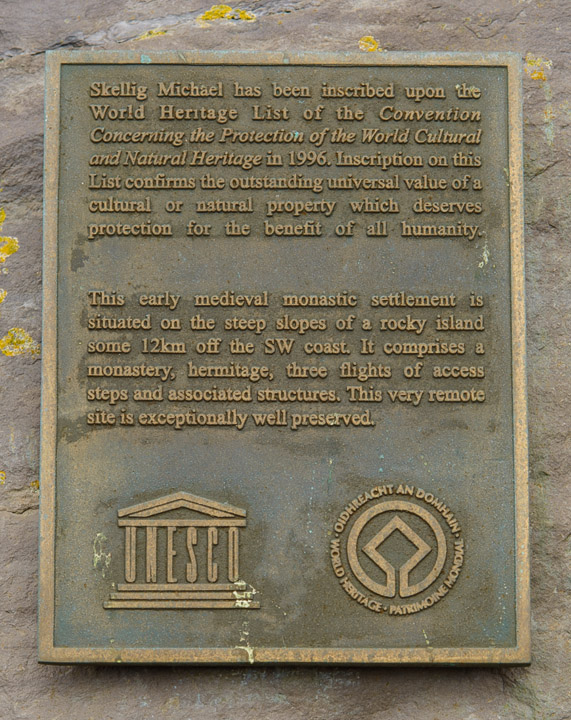 Skellig Michael has been inscribed upon the
World Heritage List of the Convention
Concerning the Protection of the World Cultural
and Natural Heritage in 1996. Inscription on this
List confirms the outstanding universal value of a
cultural or natural property which deserves
protection for the benefit of all humanity.
This early medieval monastic settlement is
situated on the steep slopes of a rocky island
some 12km off the SW coast. It comprises a
monastery, hermitage, three flights of access
steps and associated structures. This very remote
site is exceptionally well preserved.
UNESCO
OIDHREACHT AN DOMHAIN · WORLD HERITAGE · PATRIMOINE MONDIAL ·